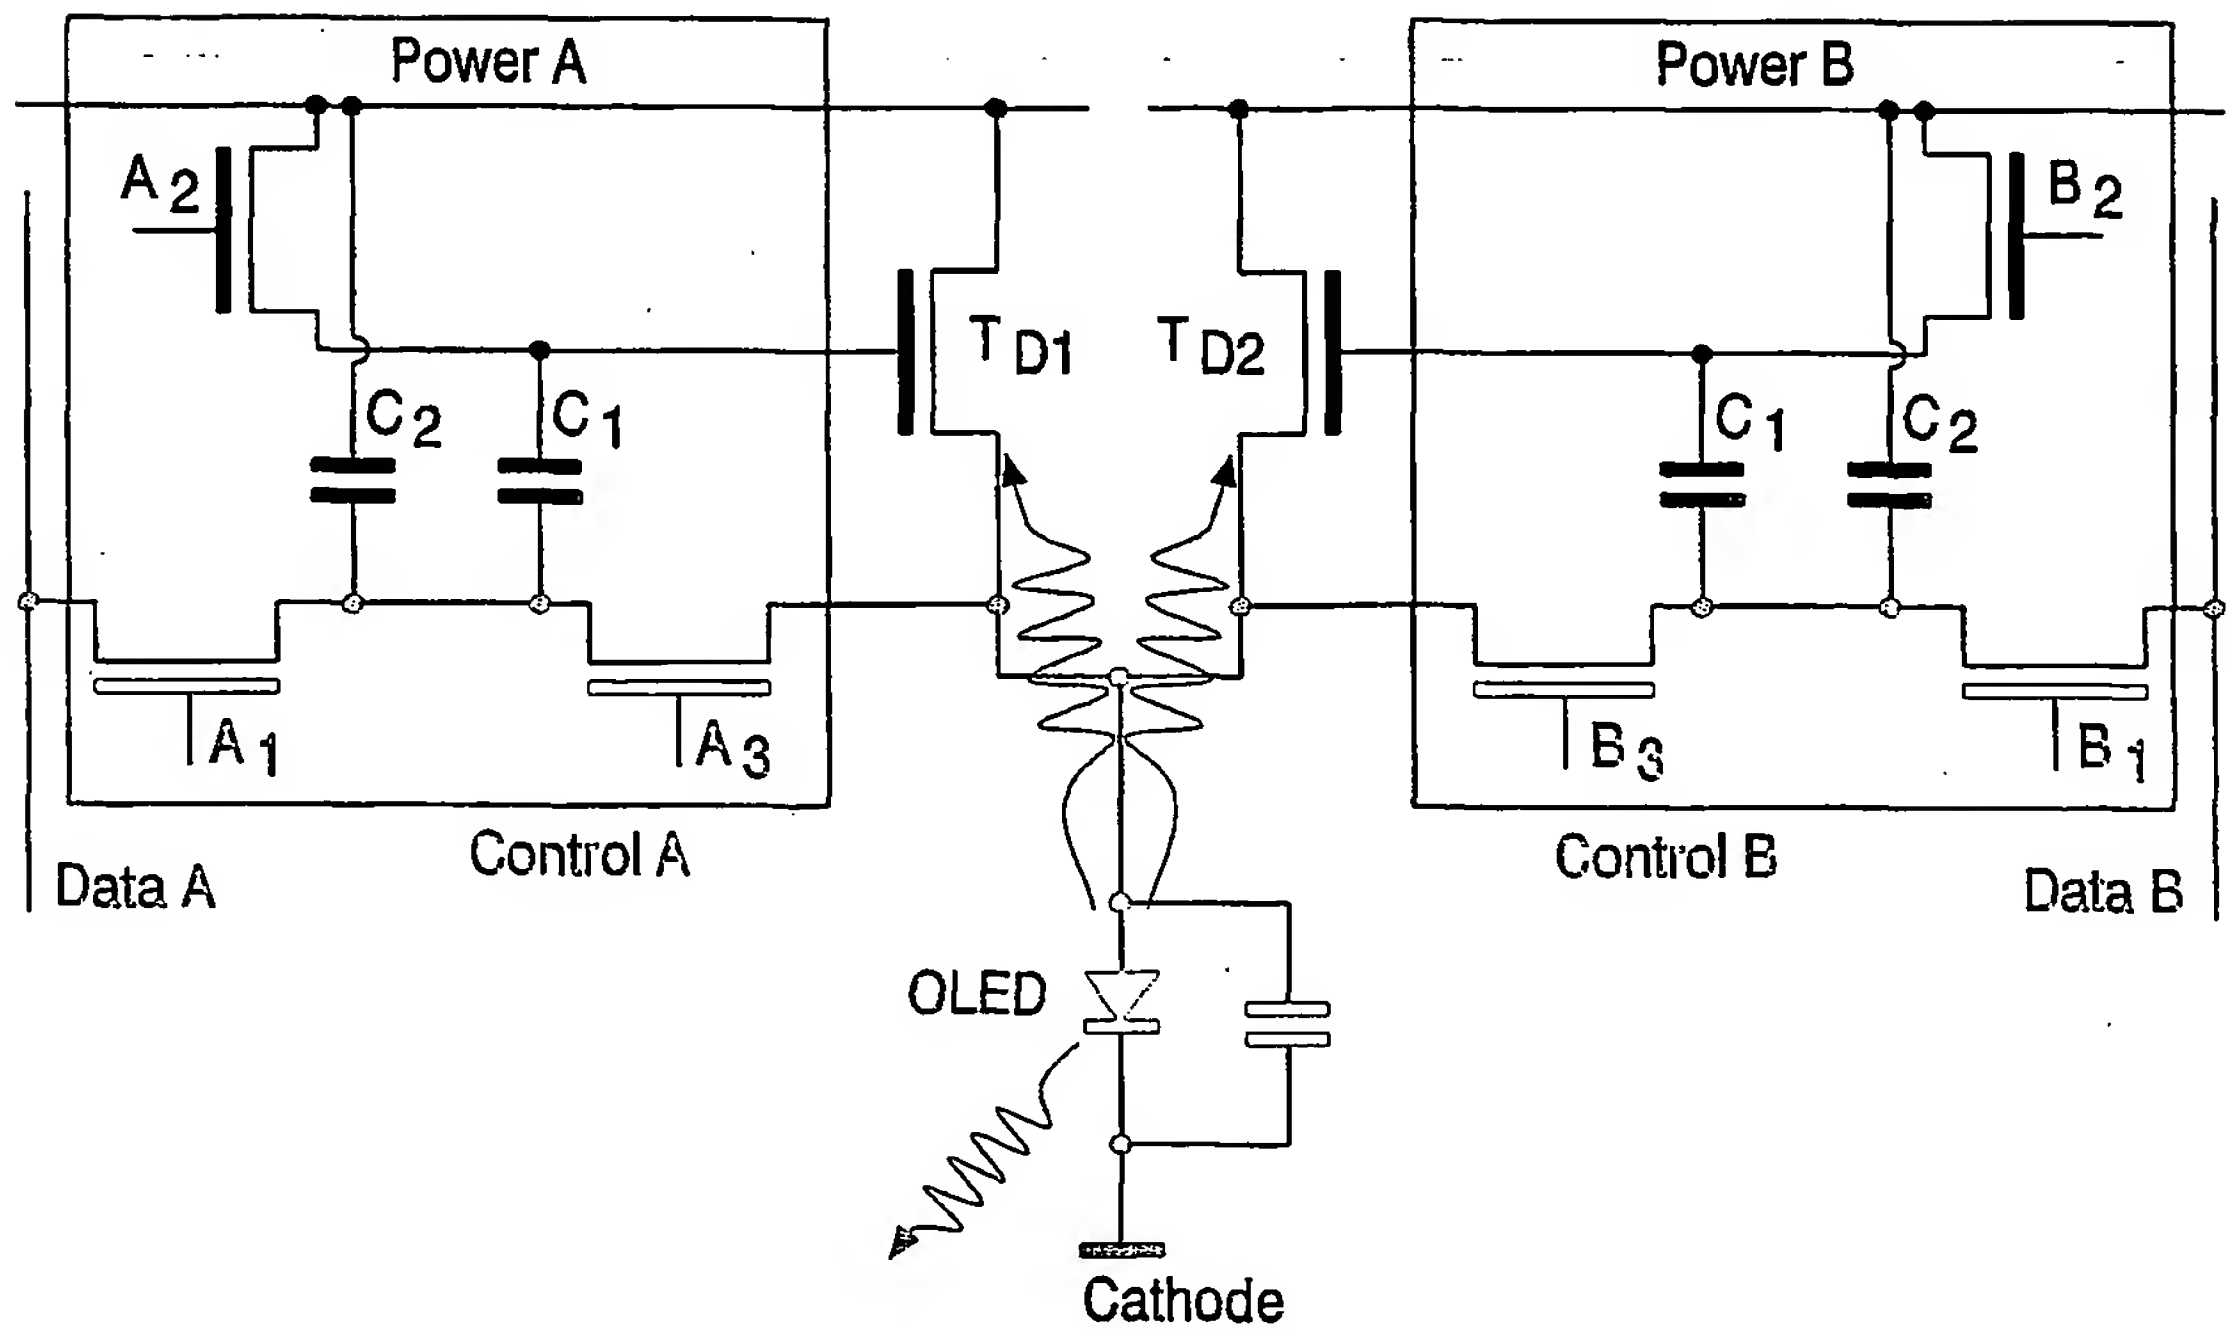 Power A
Power B
A2
B2
TD1
TD2
C2
C1
C1
C2
A1
A3
B3
B1
Control A
Control B
Data A
Data B
OLED
Cathode